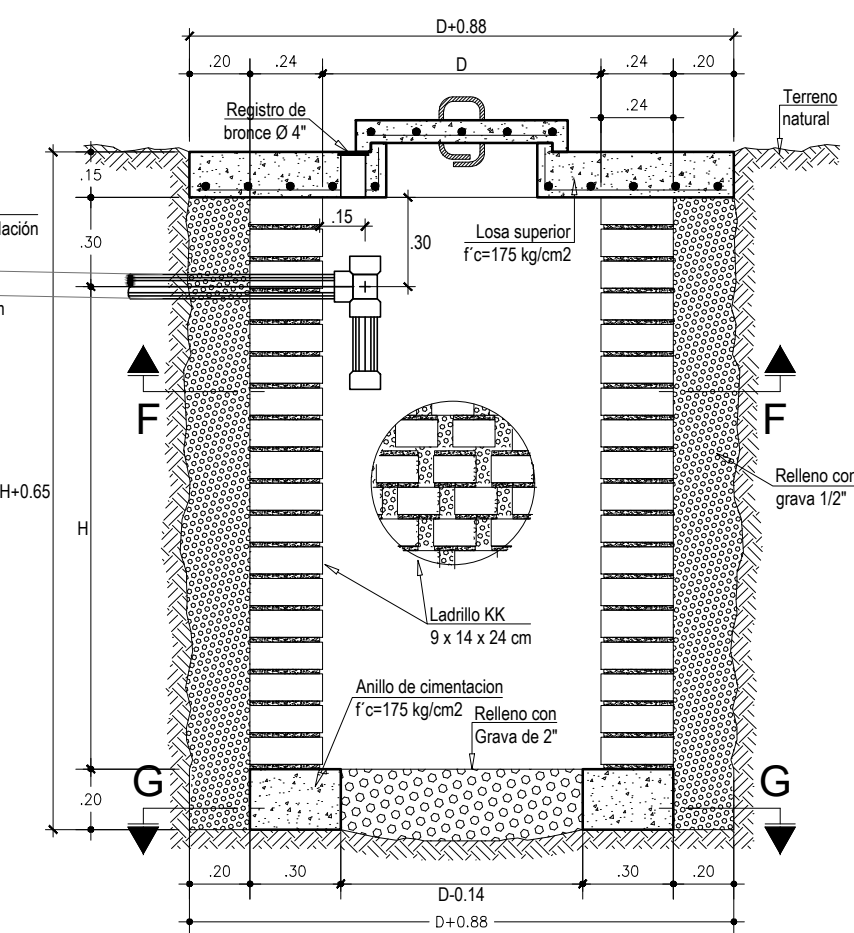 D+0.88
.20
.24
D
.24
.20
.24
Registro de
bronce Ø 4"
Terreno
natural
.15
.15
.30
.30
Losa superior
f´c=175 kg/cm2
F
F
Relleno con
grava 1/2"
H+0.65
H
Ladrillo KK
9 x 14 x 24 cm
Anillo de cimentacion
f´c=175 kg/cm2
Relleno con
Grava de 2"
G
G
.20
.20
.30
D-0.14
.30
.20
D+0.88